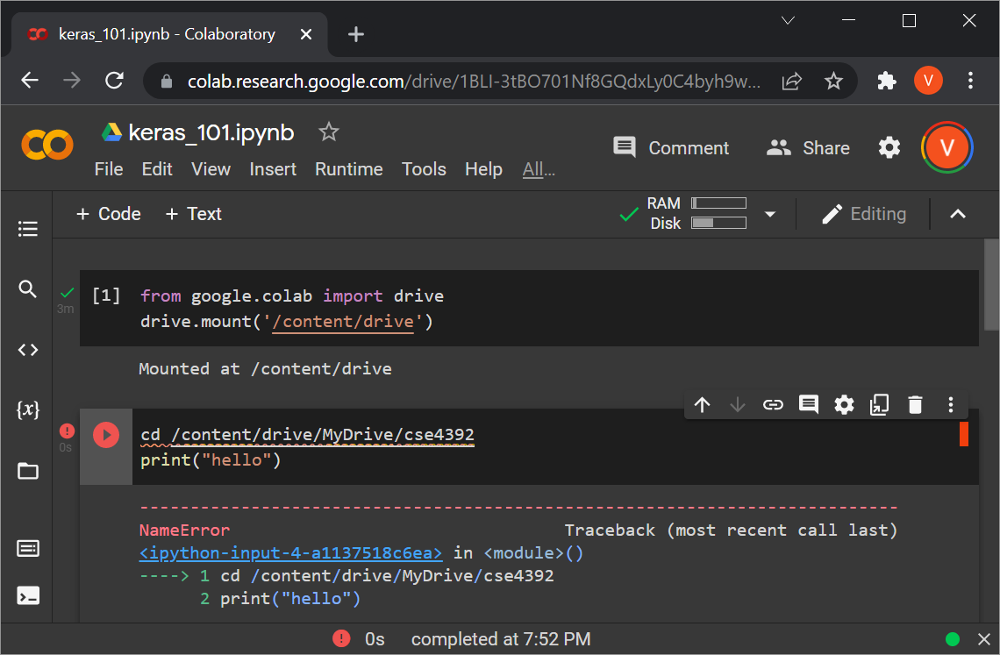 keras_101.ipynb - Colaboratory
colab.research.google.com/drive/1BLI-3tBO701Nf8GQdxLy0C4byh9w...
V
keras_101.ipynb
File Edit View Insert Runtime Tools Help All...
Comment Share V
+ Code + Text
RAM
Disk
Editing
3m
[1] from google.colab import drive
drive.mount('/content/drive')
Mounted at /content/drive
0s
cd /content/drive/MyDrive/cse4392
print("hello")
---------------------------------------------------------------------------
NameError Traceback (most recent call last)
<ipython-input-4-a1137518c6ea> in <module>()
----> 1 cd /content/drive/MyDrive/cse4392
2 print("hello")
0s completed at 7:52 PM